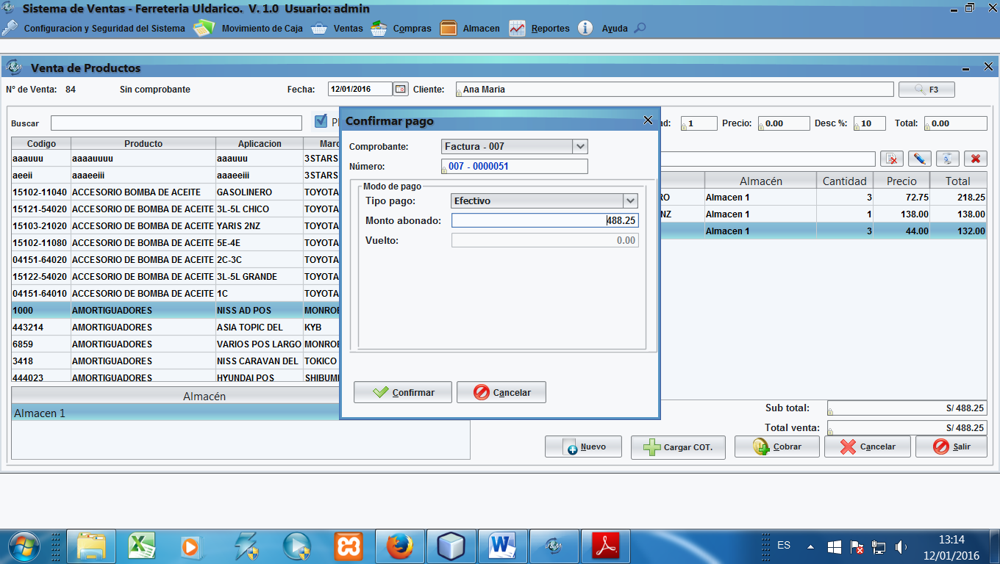 Sistema de Ventas - Ferreteria Uldarico. V. 1.0 Usuario: admin
Configuracion y Seguridad del Sistema Movimiento de Caja Ventas Compras Almacen Reportes Ayuda
Venta de Productos
Nº de Venta: 84 Sin comprobante Fecha: 12/01/2016 Cliente: Ana Maria F3
Buscar
1 Precio: 0.00 Desc %: 10 Total: 0.00
Codigo Producto Aplicacion
aaauuu aaaauuuu aaauuu 3STARS
aeeii aaaeeiii aaaeeiii 3STARS
15102-11040 ACCESORIO BOMBA DE ACEITE GASOLINERO TOYOTA
15121-54020 ACCESORIO DE BOMBA DE ACEITE 3L-5L CHICO TOYOTA
15103-21020 ACCESORIO DE BOMBA DE ACEITE YARIS 2NZ TOYOTA
15102-11080 ACCESORIO DE BOMBA DE ACEITE 5E-4E TOYOTA
04151-64020 ACCESORIO DE BOMBA DE ACEITE 2C-3C TOYOTA
15122-54020 ACCESORIO DE BOMBA DE ACEITE 3L-5L GRANDE TOYOTA
04151-64010 ACCESORIO DE BOMBA DE ACEITE 1C TOYOTA
1000 AMORTIGUADORES NISS AD POS MONROE
443214 AMORTIGUADORES ASIA TOPIC DEL KYB
6859 AMORTIGUADORES VARIOS POS LARGO MONROE
3418 AMORTIGUADORES NISS CARAVAN DEL TOKICO
444023 AMORTIGUADORES HYUNDAI POS SHIBUMI
Almacén
Almacen 1
Confirmar pago
Comprobante: Factura - 007
Número: 007 - 0000051
Modo de pago
Tipo pago: Efectivo
Monto abonado: 488.25
Vuelto: 0.00
Confirmar Cancelar
Almacén Cantidad Precio Total
RO Almacen 1 3 72.75 218.25
NZ Almacen 1 1 138.00 138.00
Almacen 1 3 44.00 132.00
Sub total: S/ 488.25
Total venta: S/ 488.25
Nuevo Cargar COT. Cobrar Cancelar Salir
ES
13:14
12/01/2016